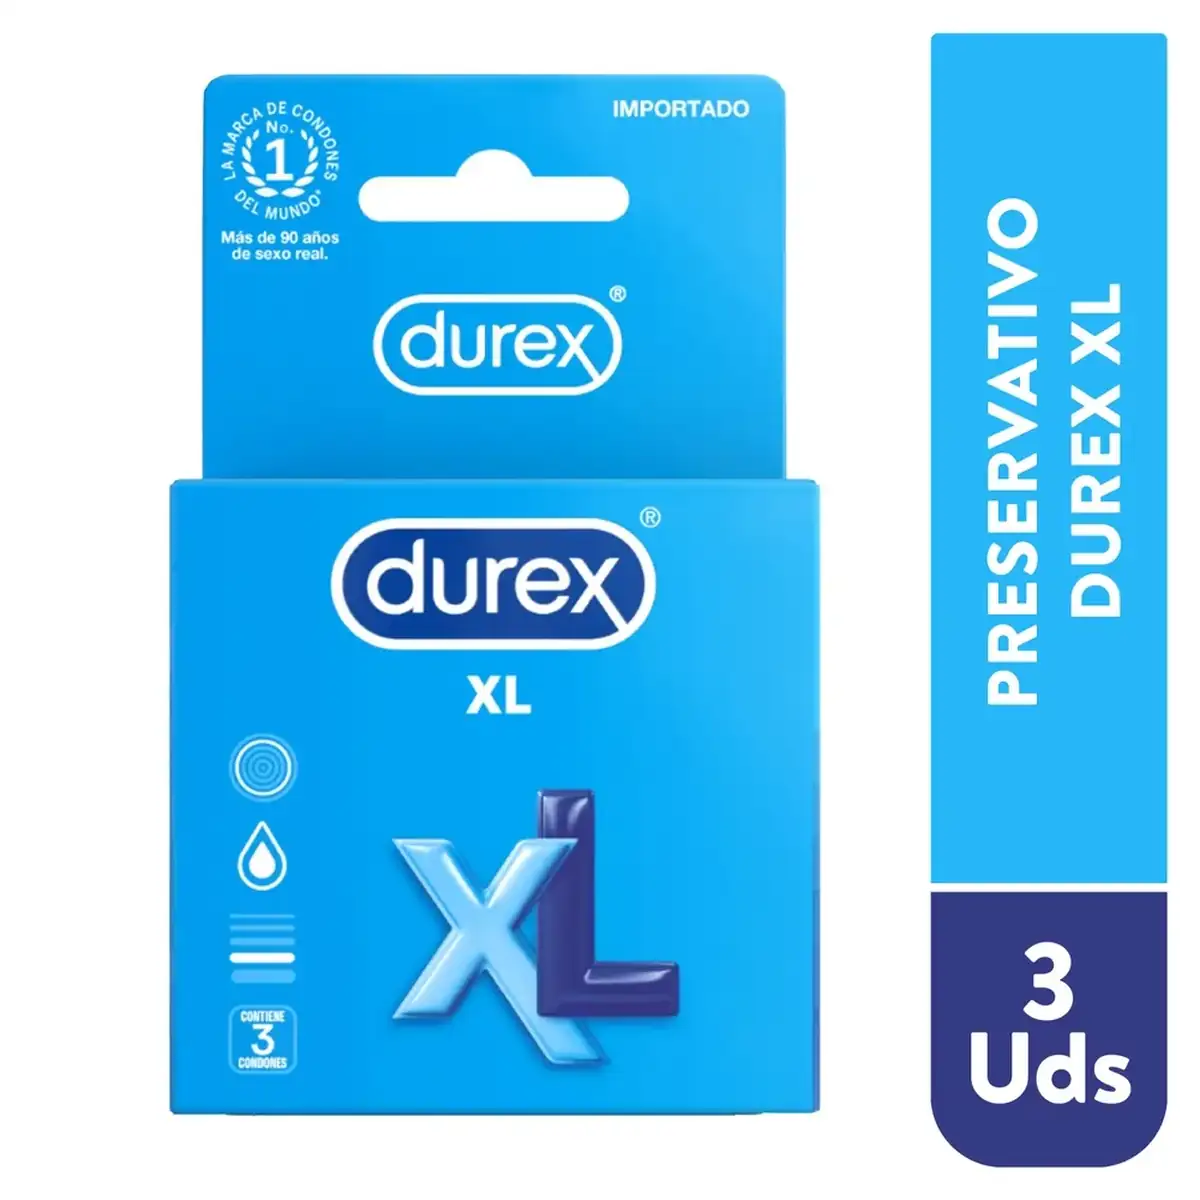 LA MARCA DE CONDONES
No.
1
DEL MUNDO*
Más de 90 años
de sexo real.
IMPORTADO
durex®
durex®
XL
XL
CONTIENE
3
CONDONES
PRESERVATIVO
DUREX XL
3
Uds